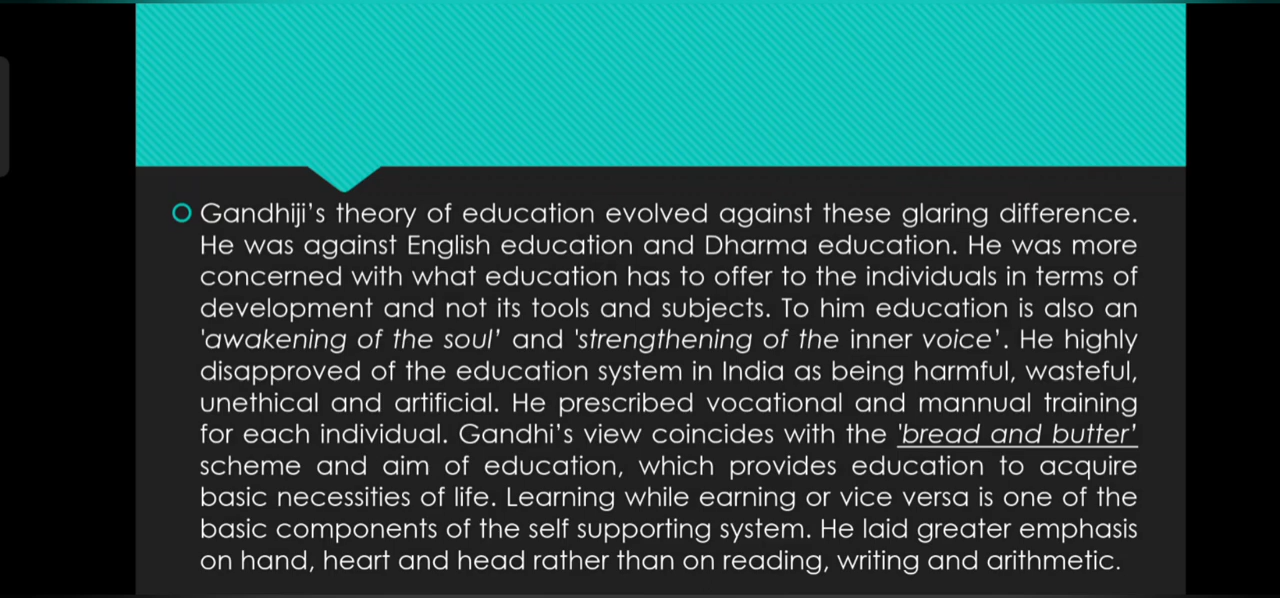 Gandhiji's theory of education evolved against these glaring difference.
He was against English education and Dharma education. He was more
concerned with what education has to offer to the individuals in terms of
development and not its tools and subjects. To him education is also an
'awakening of the soul' and 'strengthening of the inner voice'. He highly
disapproved of the education system in India as being harmful, wasteful,
unethical and artificial. He prescribed vocational and mannual training
for each individual. Gandhi's view coincides with the 'bread and butter'
scheme and aim of education, which provides education to acquire
basic necessities of life. Learning while earning or vice versa is one of the
basic components of the self supporting system. He laid greater emphasis
on hand, heart and head rather than on reading, writing and arithmetic.